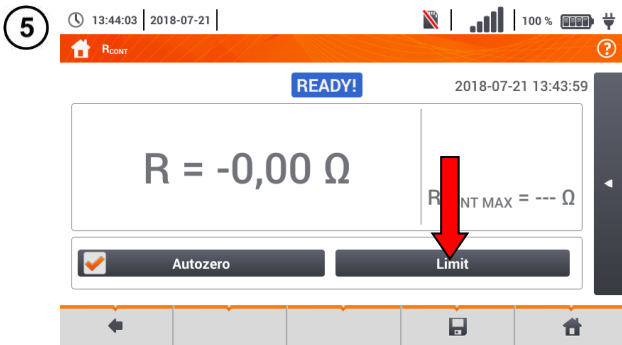 5
13:44:03 2018-07-21 100 %
RCONT
READY! 2018-07-21 13:43:59
R = -0,00 Ω
R NT MAX = --- Ω
Autozero Limit